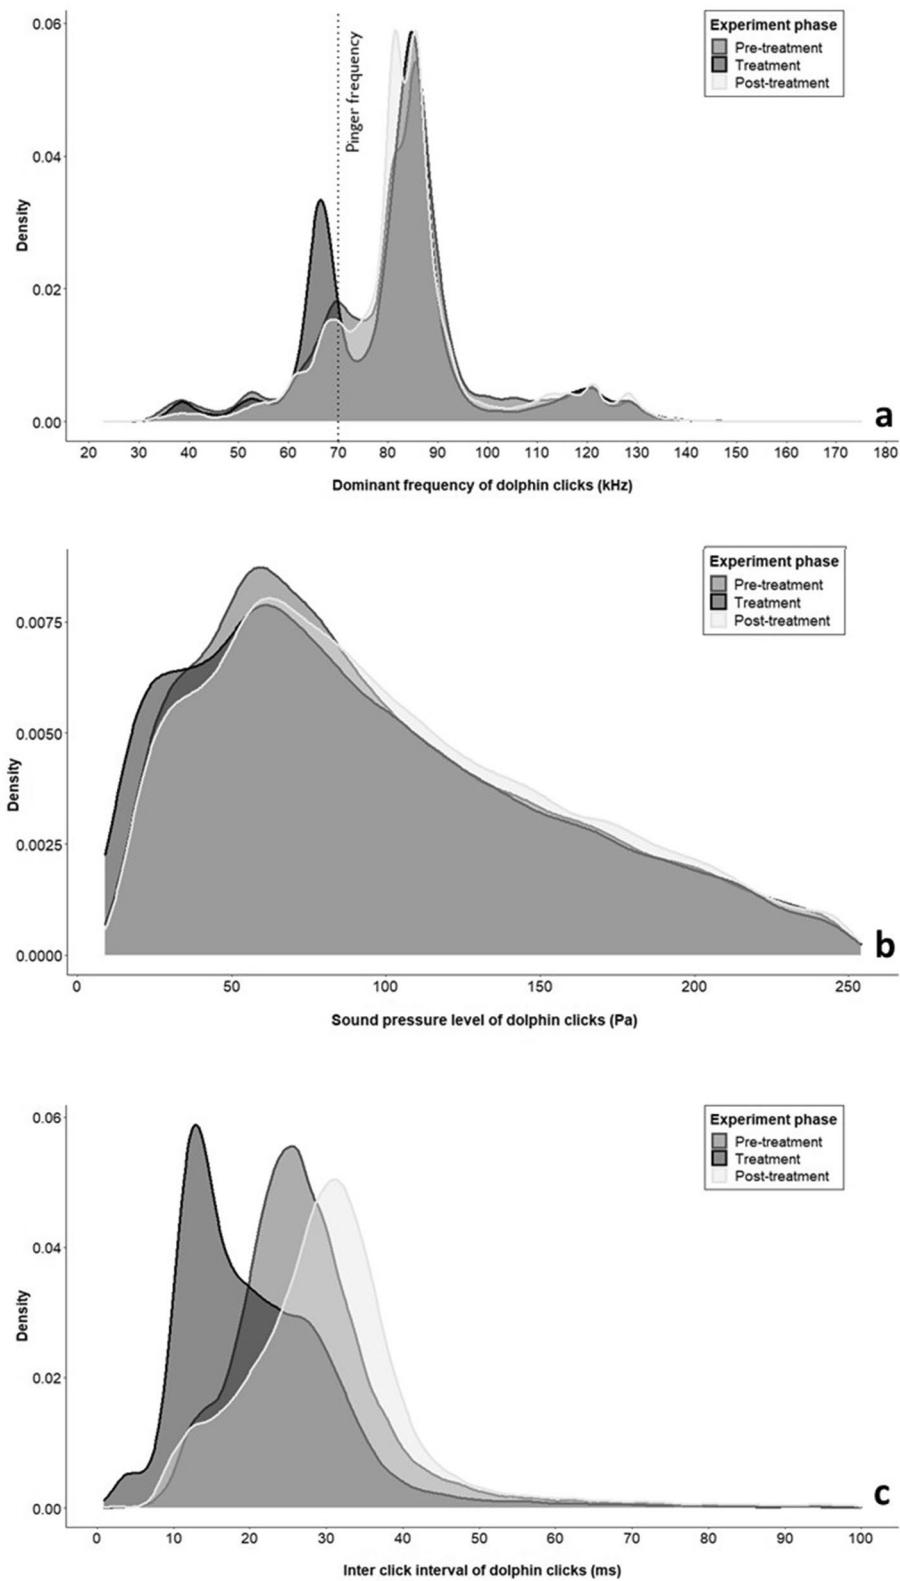 Experiment phase
Pre-treatment
Treatment
Post-treatment
Pinger frequency
0.06
0.04
0.02
0.00
Density
20 30 40 50 60 70 80 90 100 110 120 130 140 150 160 170 180
Dominant frequency of dolphin clicks (kHz)
a
Experiment phase
Pre-treatment
Treatment
Post-treatment
0.0075
0.0050
0.0025
0.0000
Density
0 50 100 150 200 250
Sound pressure level of dolphin clicks (Pa)
b
Experiment phase
Pre-treatment
Treatment
Post-treatment
0.06
0.04
0.02
0.00
Density
0 10 20 30 40 50 60 70 80 90 100
Inter click interval of dolphin clicks (ms)
c